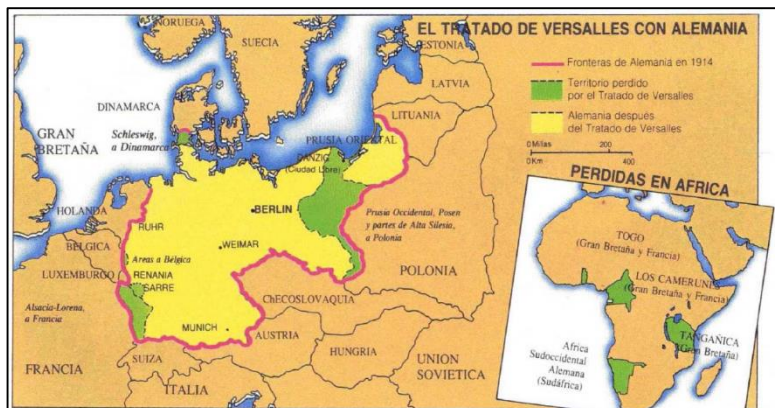 EL TRATADO DE VERSALLES CON ALEMANIA
Fronteras de Alemania en 1914
Territorio perdido
por el Tratado de Versalles
Alemania después
del Tratado de Versalles
0 Millas
200
0 Km
400
NORUEGA
SUECIA
ESTONIA
LATVIA
LITUANIA
DINAMARCA
GRAN
BRETAÑA
Schleswig,
a Dinamarca
PRUSIA ORIENTAL
DANZIG
(Ciudad Libre)
HOLANDA
BERLIN
RUHR
WEIMAR
Prusia Occidental, Posen
y partes de Alta Silesia,
a Polonia
BELGICA
Areas a Bélgica
LUXEMBURGO
RENANIA
SARRE
POLONIA
Alsacia-Lorena,
a Francia
ChECOSLOVAQUIA
MUNICH
AUSTRIA
SUIZA
HUNGRIA
UNION
SOVIETICA
FRANCIA
ITALIA
PERDIDAS EN AFRICA
TOGO
(Gran Bretaña y Francia)
LOS CAMERUNES
(Gran Bretaña y Francia)
TANGAÑICA
(Gran Bretaña)
Africa
Sudoccidental
Alemana
(Sudáfrica)